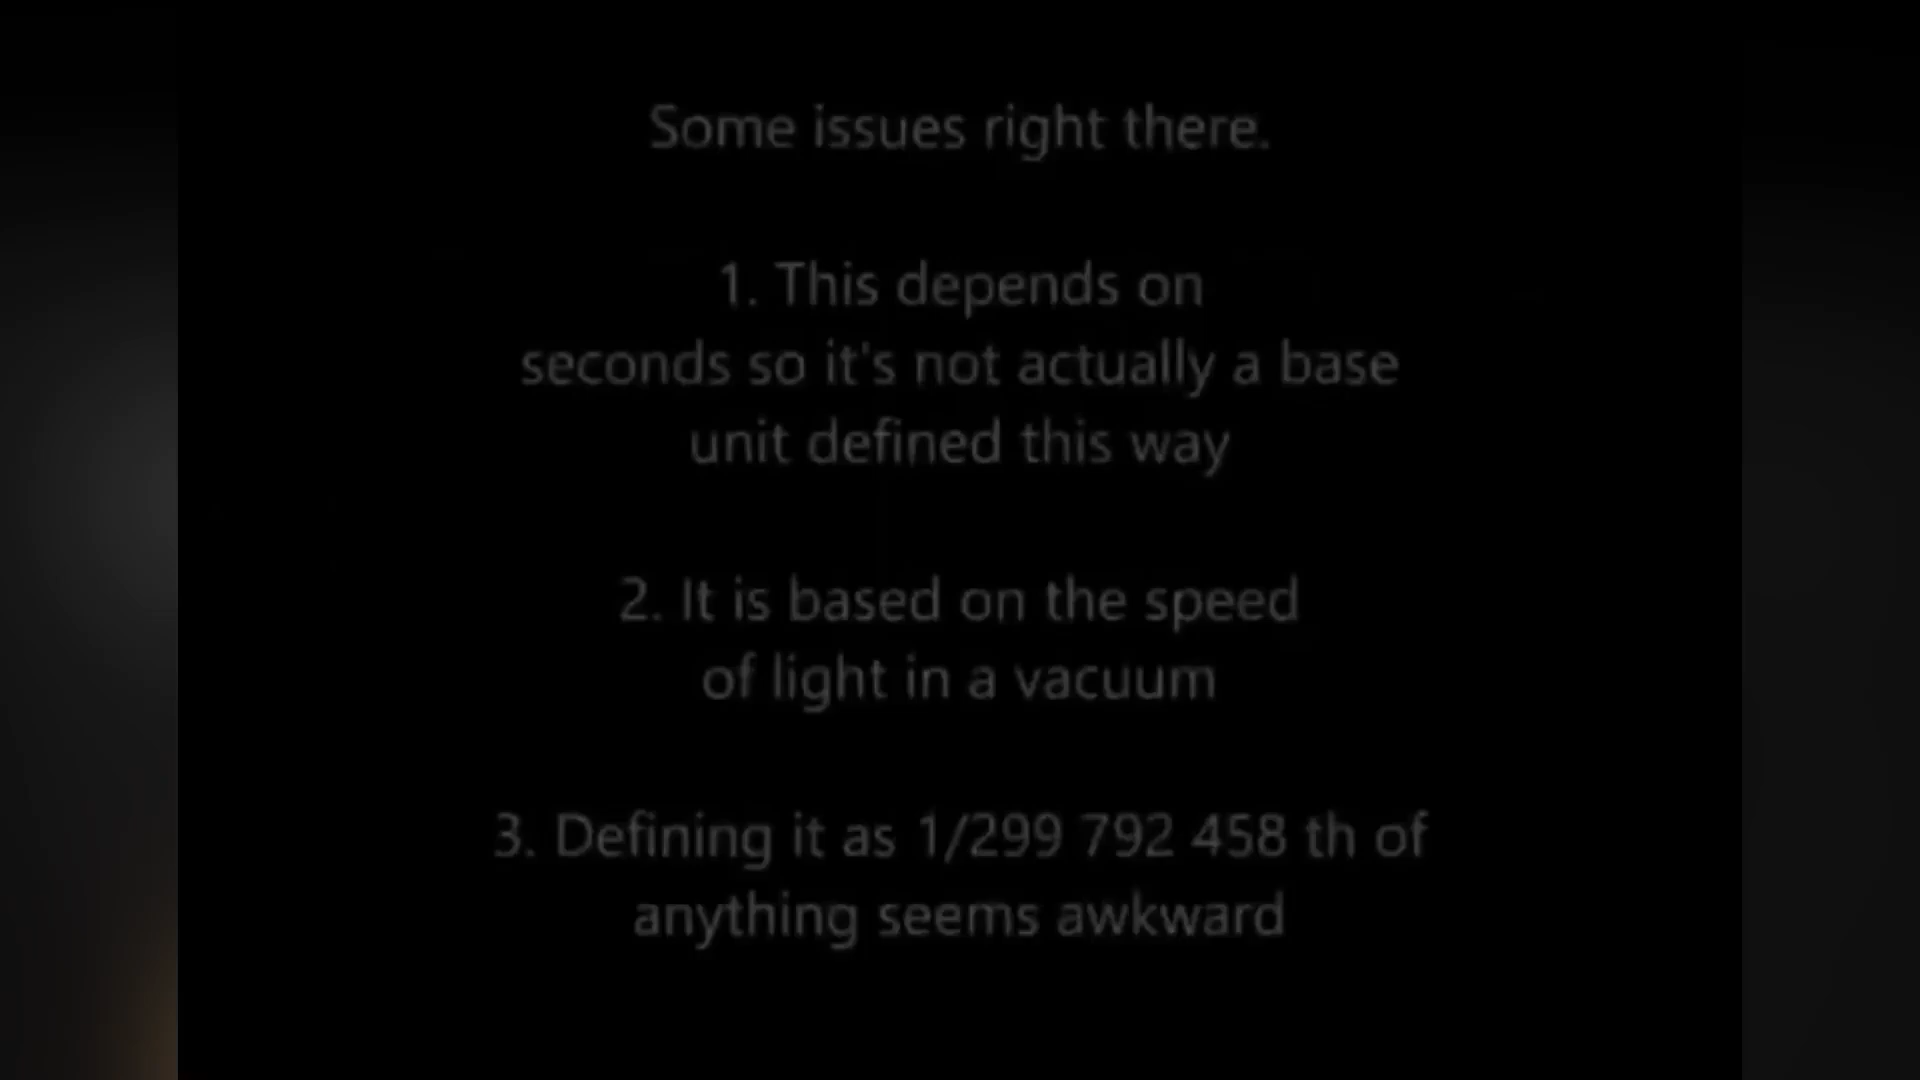 Some issues right there.
1. This depends on
seconds so it's not actually a base
unit defined this way
2. It is based on the speed
of light in a vacuum
3. Defining it as 1/299 792 458 th of
anything seems awkward